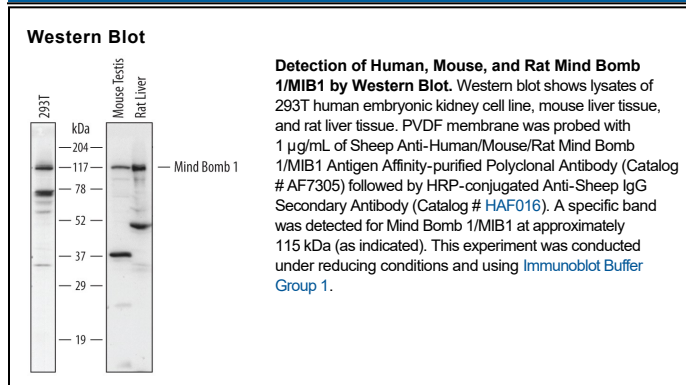 Western Blot
293T
Mouse Testis
Rat Liver
kDa
204
117
78
52
37
29
19
Mind Bomb 1
Detection of Human, Mouse, and Rat Mind Bomb
1/MIB1 by Western Blot. Western blot shows lysates of
293T human embryonic kidney cell line, mouse liver tissue,
and rat liver tissue. PVDF membrane was probed with
1 µg/mL of Sheep Anti-Human/Mouse/Rat Mind Bomb
1/MIB1 Antigen Affinity-purified Polyclonal Antibody (Catalog
# AF7305) followed by HRP-conjugated Anti-Sheep IgG
Secondary Antibody (Catalog # HAF016). A specific band
was detected for Mind Bomb 1/MIB1 at approximately
115 kDa (as indicated). This experiment was conducted
under reducing conditions and using Immunoblot Buffer
Group 1.